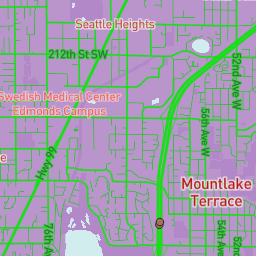 Seattle Heights
212th St SW
52nd Ave W
Swedish Medical Center
Edmonds Campus
56th Ave W
Hwy 99
e
Mountlake
Terrace
76th A
54th A
52n